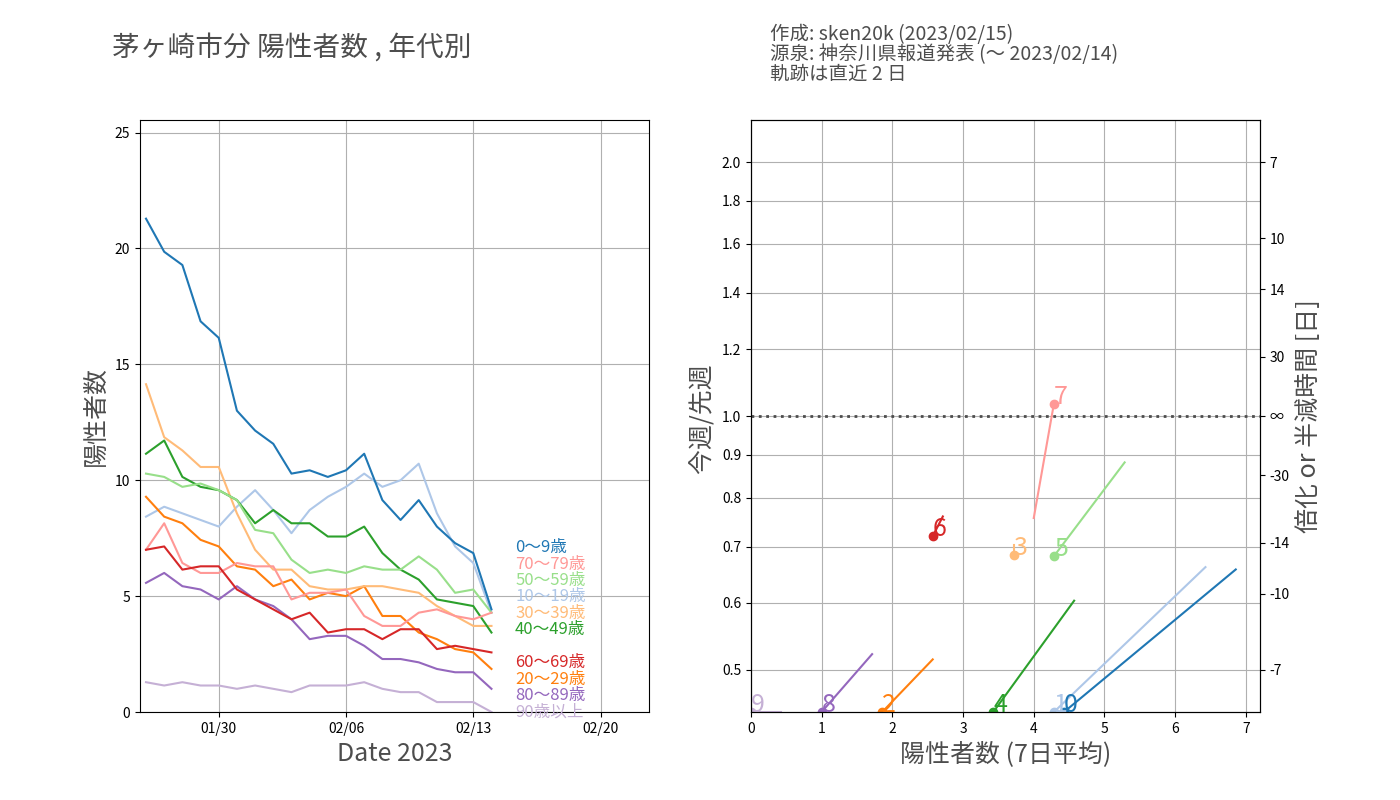 茅ヶ崎市分 陽性者数 , 年代別
作成: sken20k (2023/02/15)
源泉: 神奈川県報道発表 (〜 2023/02/14)
軌跡は直近 2 日
陽性者数
25
20
15
10
5
0
01/30
02/06
02/13
02/20
Date 2023
0〜9歳
70〜79歳
50〜59歳
10〜19歳
30〜39歳
40〜49歳
60〜69歳
20〜29歳
80〜89歳
90歳以上
今週/先週
2.0
1.8
1.6
1.4
1.2
1.0
0.9
0.8
0.7
0.6
0.5
0
1
2
3
4
5
6
7
陽性者数 (7日平均)
7
10
14
30
∞
-30
-14
-10
-7
倍化 or 半減時間 [日]
7
6
3
5
9
8
2
4
1
0